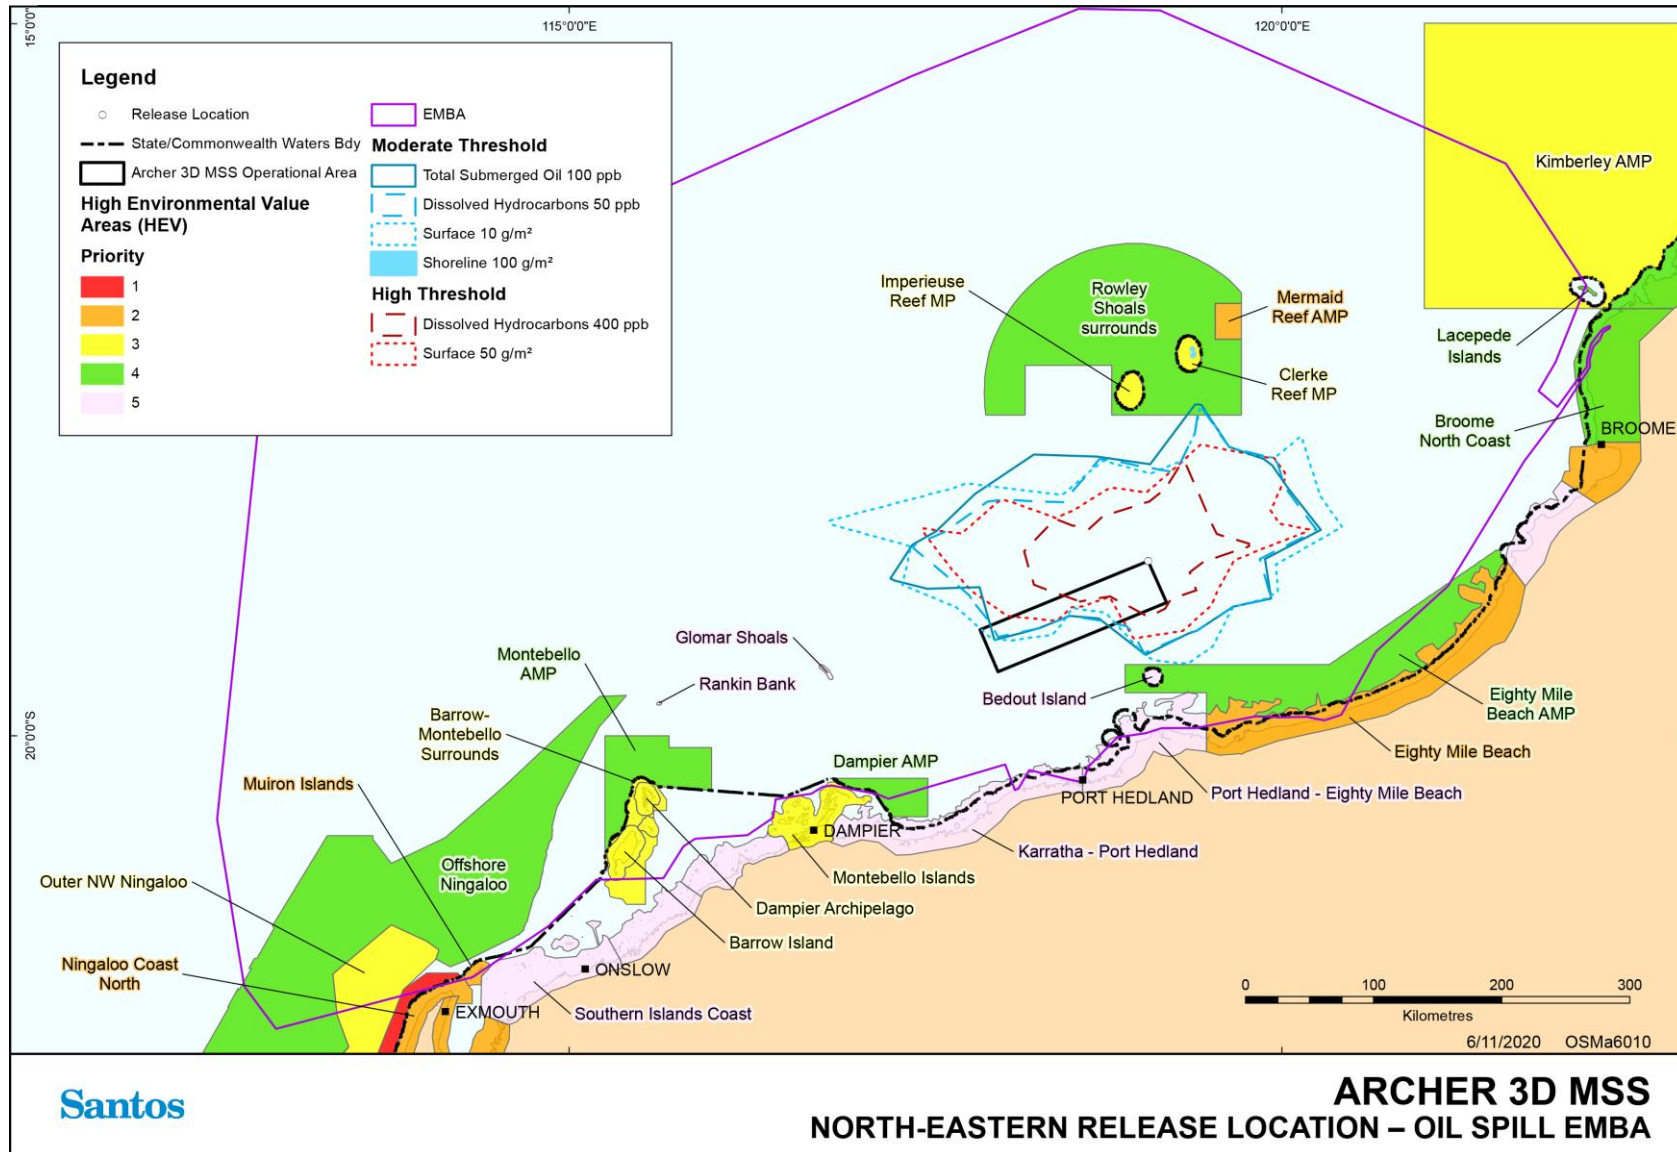 115°0'0"E
120°0'0"E
15°0'0"S
20°0'0"S
Legend
Release Location
State/Commonwealth Waters Bdy
Archer 3D MSS Operational Area
High Environmental Value
Areas (HEV)
Priority
1
2
3
4
5
EMBA
Moderate Threshold
Total Submerged Oil 100 ppb
Dissolved Hydrocarbons 50 ppb
Surface 10 g/m²
Shoreline 100 g/m²
High Threshold
Dissolved Hydrocarbons 400 ppb
Surface 50 g/m²
Kimberley AMP
Imperieuse
Reef MP
Rowley
Shoals
surrounds
Mermaid
Reef AMP
Clerke
Reef MP
Lacepede
Islands
Broome
North Coast
BROOME
Glomar Shoals
Rankin Bank
Montebello
AMP
Barrow-
Montebello
Surrounds
Muiron Islands
Outer NW Ningaloo
Ningaloo Coast
North
Offshore
Ningaloo
EXMOUTH
ONSLOW
Southern Islands Coast
Barrow Island
Dampier Archipelago
Montebello Islands
DAMPIER
Dampier AMP
Karratha - Port Hedland
PORT HEDLAND
Port Hedland - Eighty Mile Beach
Bedout Island
Eighty Mile
Beach AMP
Eighty Mile Beach
0
100
200
300
Kilometres
6/11/2020 OSMa6010
Santos
ARCHER 3D MSS
NORTH-EASTERN RELEASE LOCATION – OIL SPILL EMBA